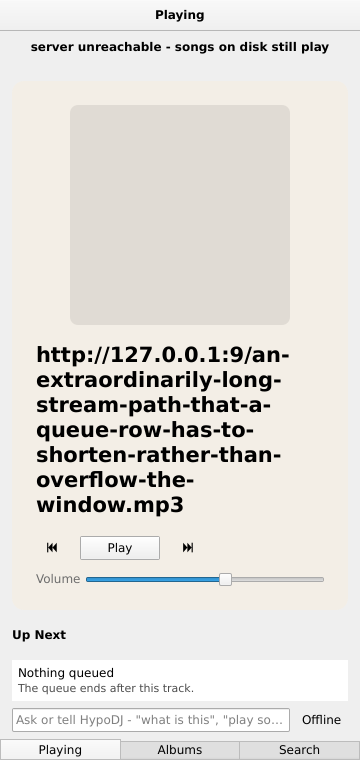 Playing
server unreachable - songs on disk still play
http://127.0.0.1:9/an-
extraordinarily-long-
stream-path-that-a-
queue-row-has-to-
shorten-rather-than-
overflow-the-
window.mp3
Play
Volume
Up Next
Nothing queued
The queue ends after this track.
Ask or tell HypoDJ - "what is this", "play so… Offline
Playing Albums Search